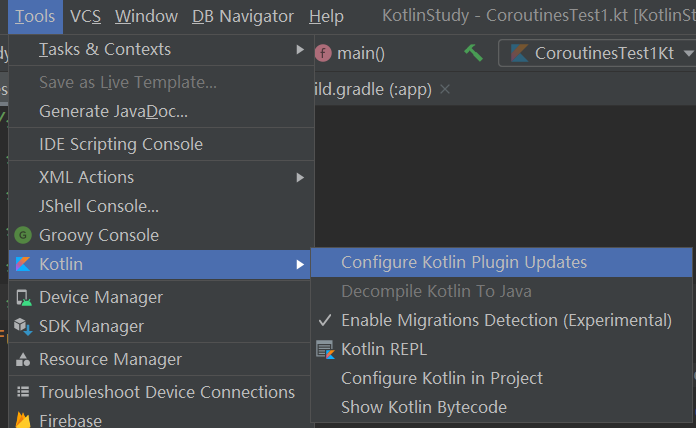 Tools VCS Window DB Navigator Help KotlinStudy - CoroutinesTest1.kt [KotlinS
Tasks & Contexts main() CoroutinesTest1Kt
Save as Live Template... ild.gradle (:app)
Generate JavaDoc...
IDE Scripting Console
XML Actions
JShell Console...
Groovy Console
Kotlin Configure Kotlin Plugin Updates
Decompile Kotlin To Java
Device Manager
Enable Migrations Detection (Experimental)
SDK Manager
Kotlin REPL
Resource Manager
Configure Kotlin in Project
Troubleshoot Device Connections
Show Kotlin Bytecode
Firebase